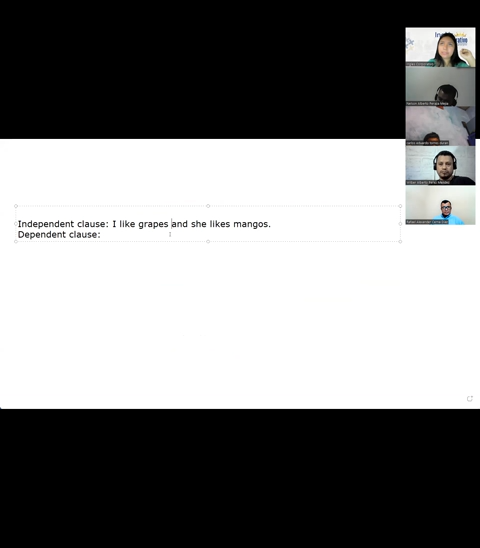 Independent clause: I like grapes and she likes mangos.
Dependent clause: